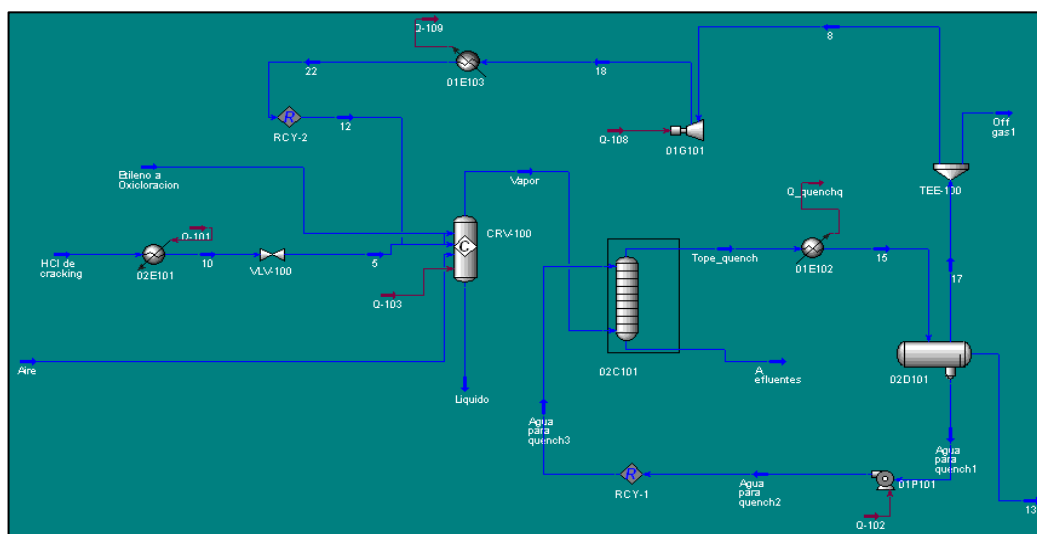 Q-109
8
22
01E103
18
R
12
RCY-2
Q-108
01G101
Off
gas1
TEE-100
Etileno a
Oxicloracion
Vapor
Q_quenchq
CRV-100
C
Q-101
HCl de
cracking
02E101
10
VLV-100
5
Tope_quench
01E102
15
17
Q-103
Aire
02C101
A
efluentes
02D101
Liquido
Agua
para
quench3
Agua
para
quench1
R
RCY-1
Agua
para
quench2
01P101
Q-102
13